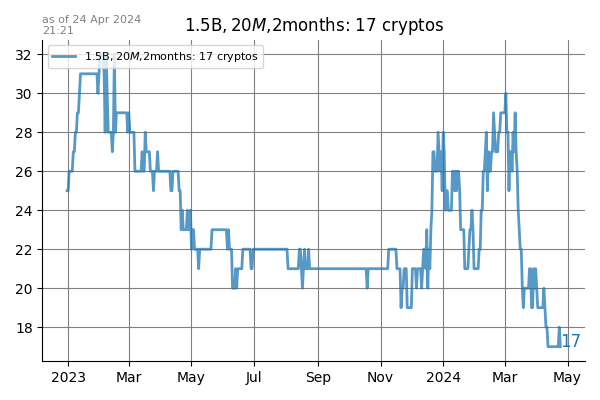 as of 24 Apr 2024
21:21
1.5B, 20M,2months: 17 cryptos
1.5B, 20M,2months: 17 cryptos
32
30
28
26
24
22
20
18
17
2023 Mar May Jul Sep Nov 2024 Mar May